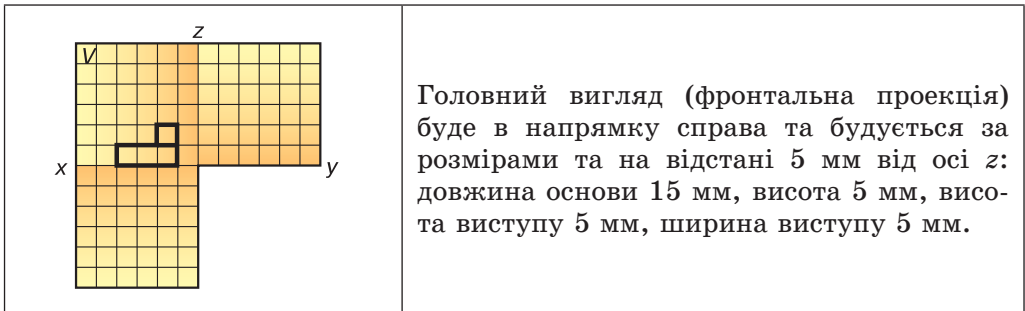 z
V
x
y
Головний вигляд (фронтальна проекція)
буде в напрямку справа та будується за
розмірами та на відстані 5 мм від осі z:
довжина основи 15 мм, висота 5 мм, висо-
та виступу 5 мм, ширина виступу 5 мм.